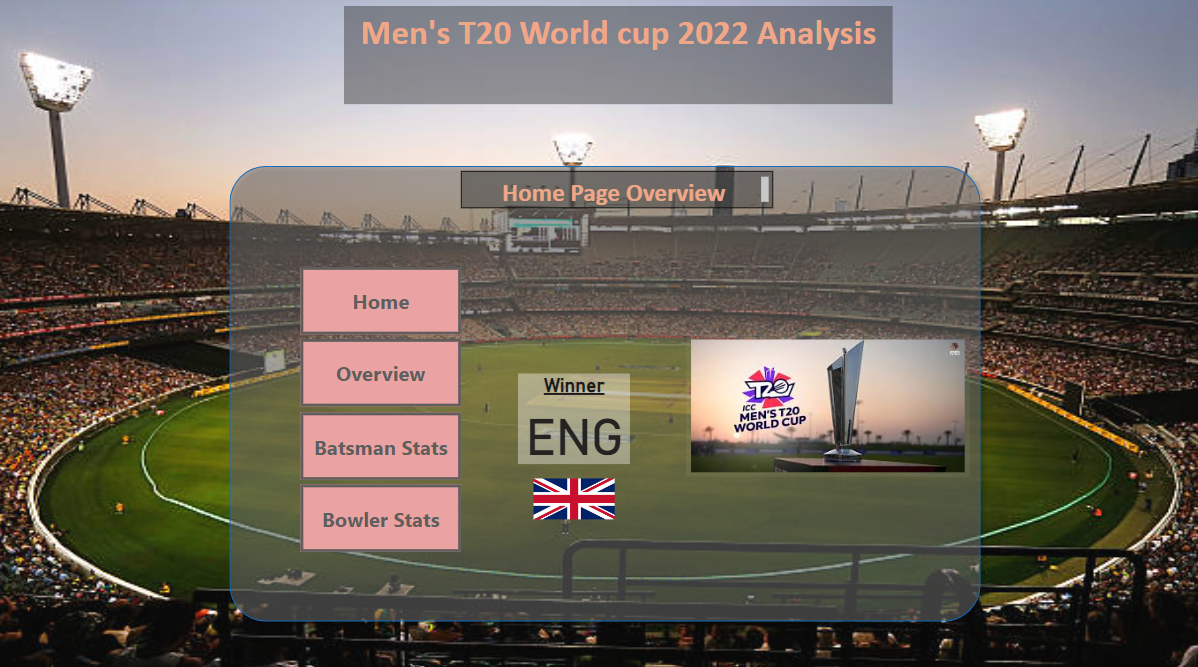 Men's T20 World cup 2022 Analysis
Home Page Overview
Home
Overview
Batsman Stats
Bowler Stats
Winner
ENG
T20
ICC
MEN'S T20
WORLD CUP